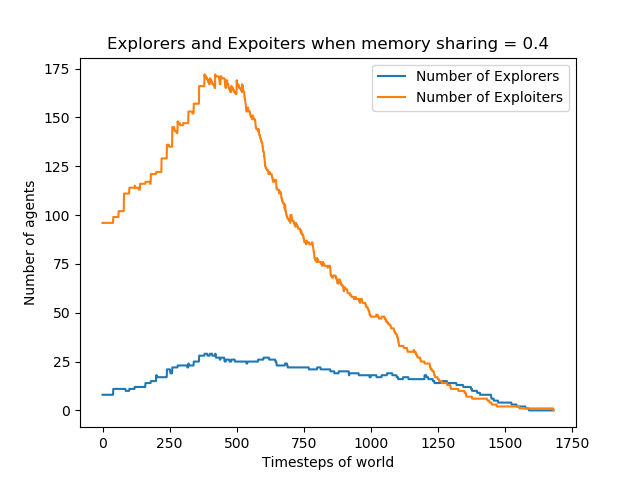 Explorers and Expoiters when memory sharing = 0.4
Number of Explorers
Number of Exploiters
Number of agents
175
150
125
100
75
50
25
0
0 250 500 750 1000 1250 1500 1750
Timesteps of world